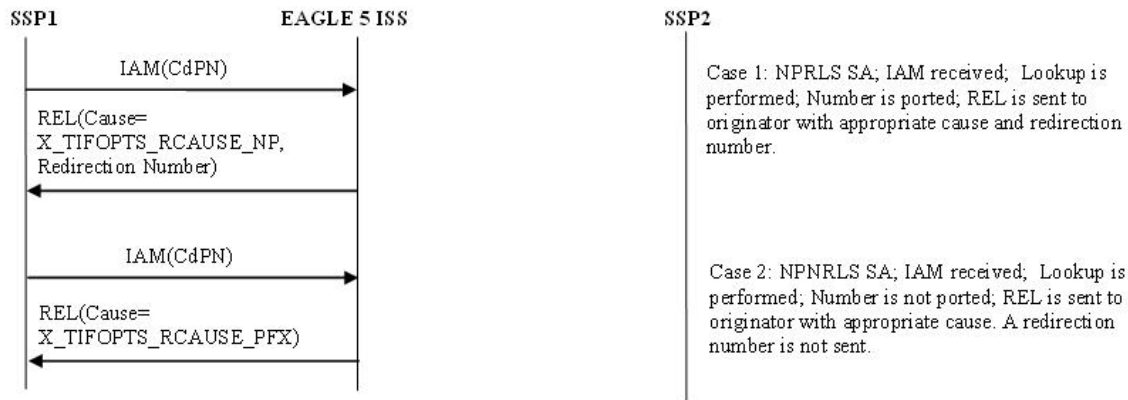 SSP1 EAGLE 5 ISS SSP2
IAM(CdPN)
REL(Cause=
X_TIFOPTS_RCAUSE_NP,
Redirection Number)
Case 1: NPRLS SA; IAM received; Lookup is
performed; Number is ported; REL is sent to
originator with appropriate cause and redirection
number.
IAM(CdPN)
REL(Cause=
X_TIFOPTS_RCAUSE_PFX)
Case 2: NPNRLS SA; IAM received; Lookup is
performed; Number is not ported; REL is sent to
originator with appropriate cause. A redirection
number is not sent.